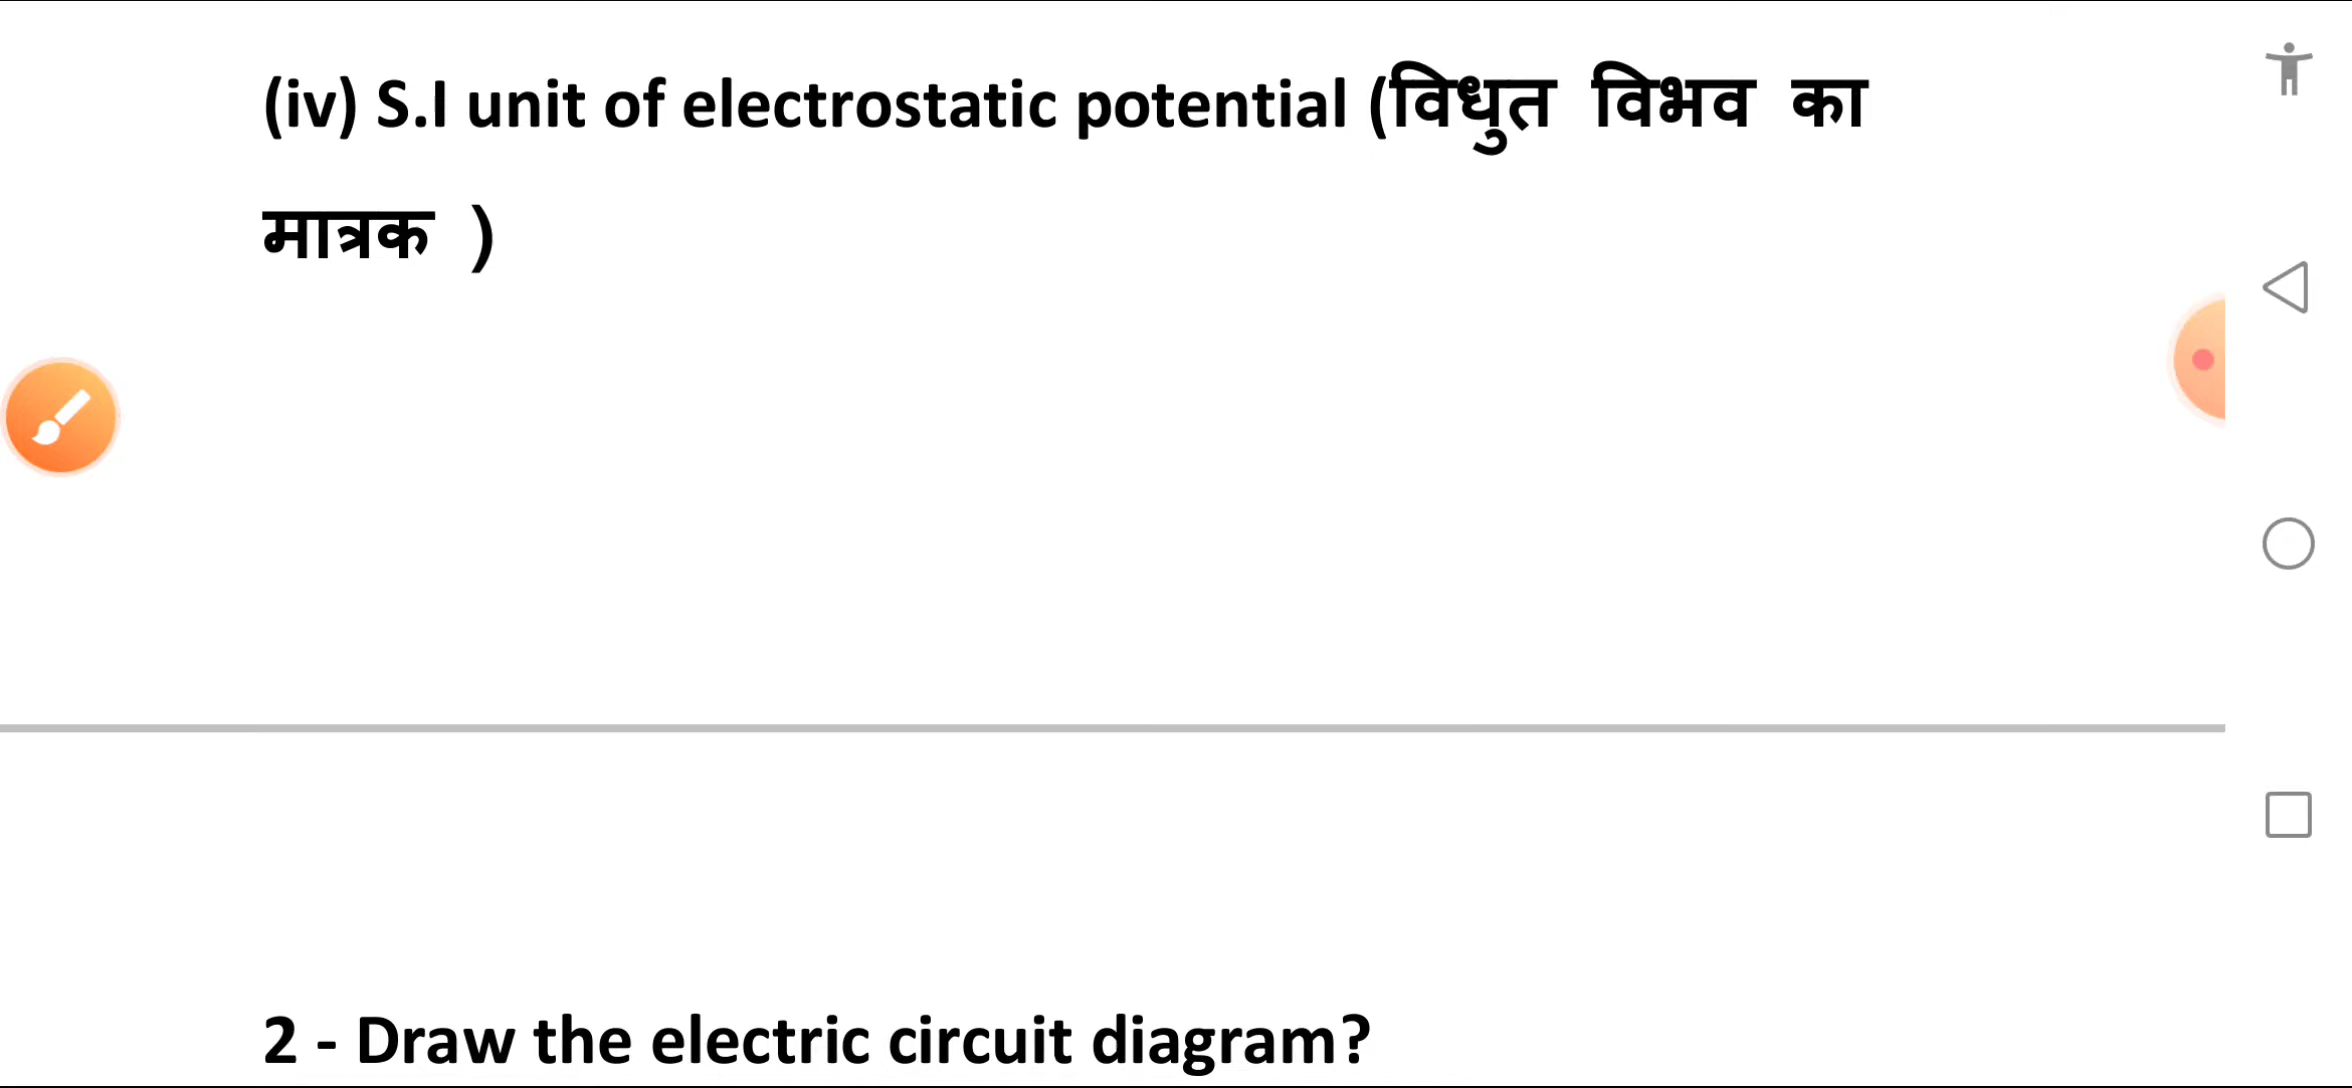 (iv) S.I unit of electrostatic potential (विधुत विभव का
मात्रक )
2 - Draw the electric circuit diagram?